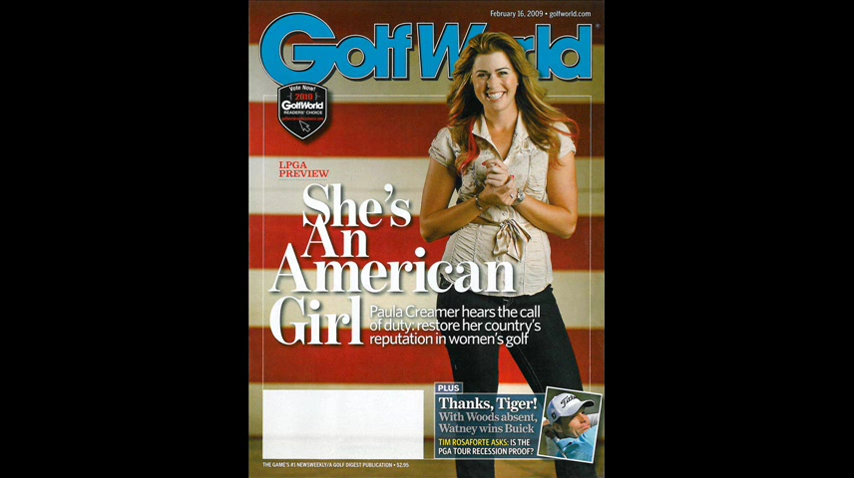 February 16, 2009 • golfworld.com
GolfWorld
Vote Now!
2010
GolfWorld
READERS' CHOICE
LPGA
PREVIEW
She's
An
American
Girl
Paula Creamer hears the call
of duty: restore her country's
reputation in women's golf
PLUS
Thanks, Tiger!
With Woods absent,
Watney wins Buick
TIM ROSAFORTE ASKS: IS THE
PGA TOUR RECESSION PROOF?
Titleist
THE GAME'S #1 NEWSWEEKLY/A GOLF DIGEST PUBLICATION • $2.95